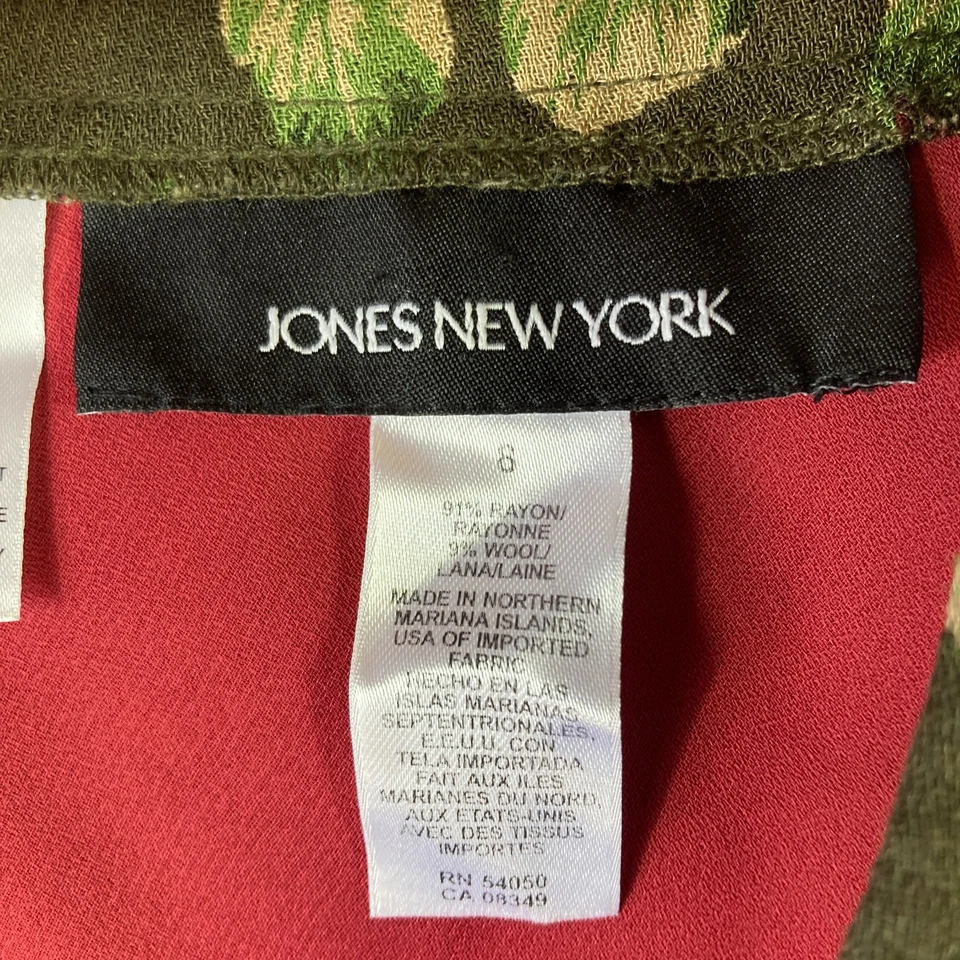 JONES NEW YORK
8
91% RAYON/
RAYONNE
9% WOOL/
LANA/LAINE
MADE IN NORTHERN
MARIANA ISLANDS,
USA OF IMPORTED
FABRIC
HECHO EN LAS
ISLAS MARIANAS
SEPTENTRIONALES,
E.E.U.U. CON
TELA IMPORTADA
FAIT AUX ILES
MARIANES DU NORD,
AUX ETATS-UNIS
AVEC DES TISSUS
IMPORTES
RN 54050
CA 08349
T
E
Y